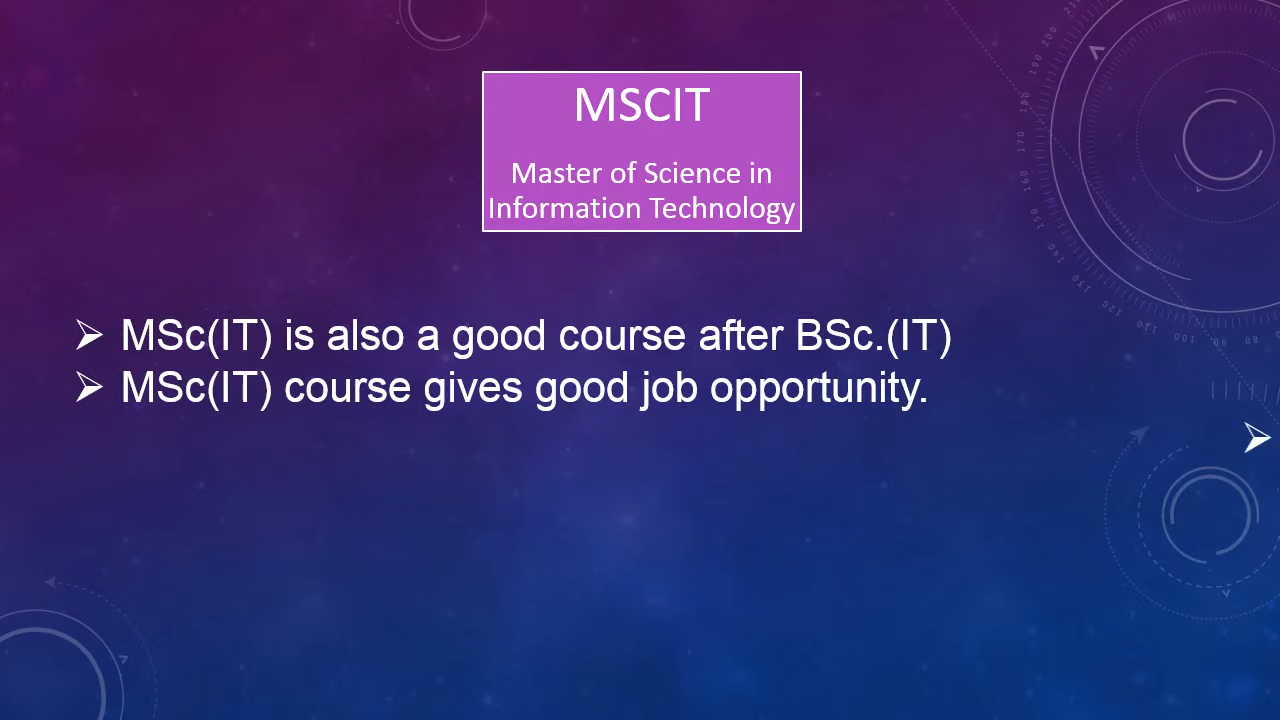 MSCIT
Master of Science in
Information Technology
➢ MSc(IT) is also a good course after BSc.(IT)
➢ MSc(IT) course gives good job opportunity.
➢